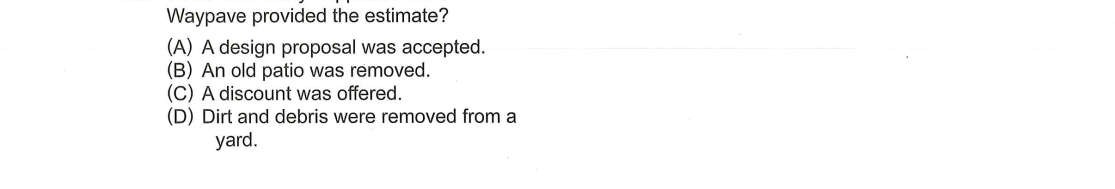 Waypave provided the estimate?
(A) A design proposal was accepted.
(B) An old patio was removed.
(C) A discount was offered.
(D) Dirt and debris were removed from a
yard.